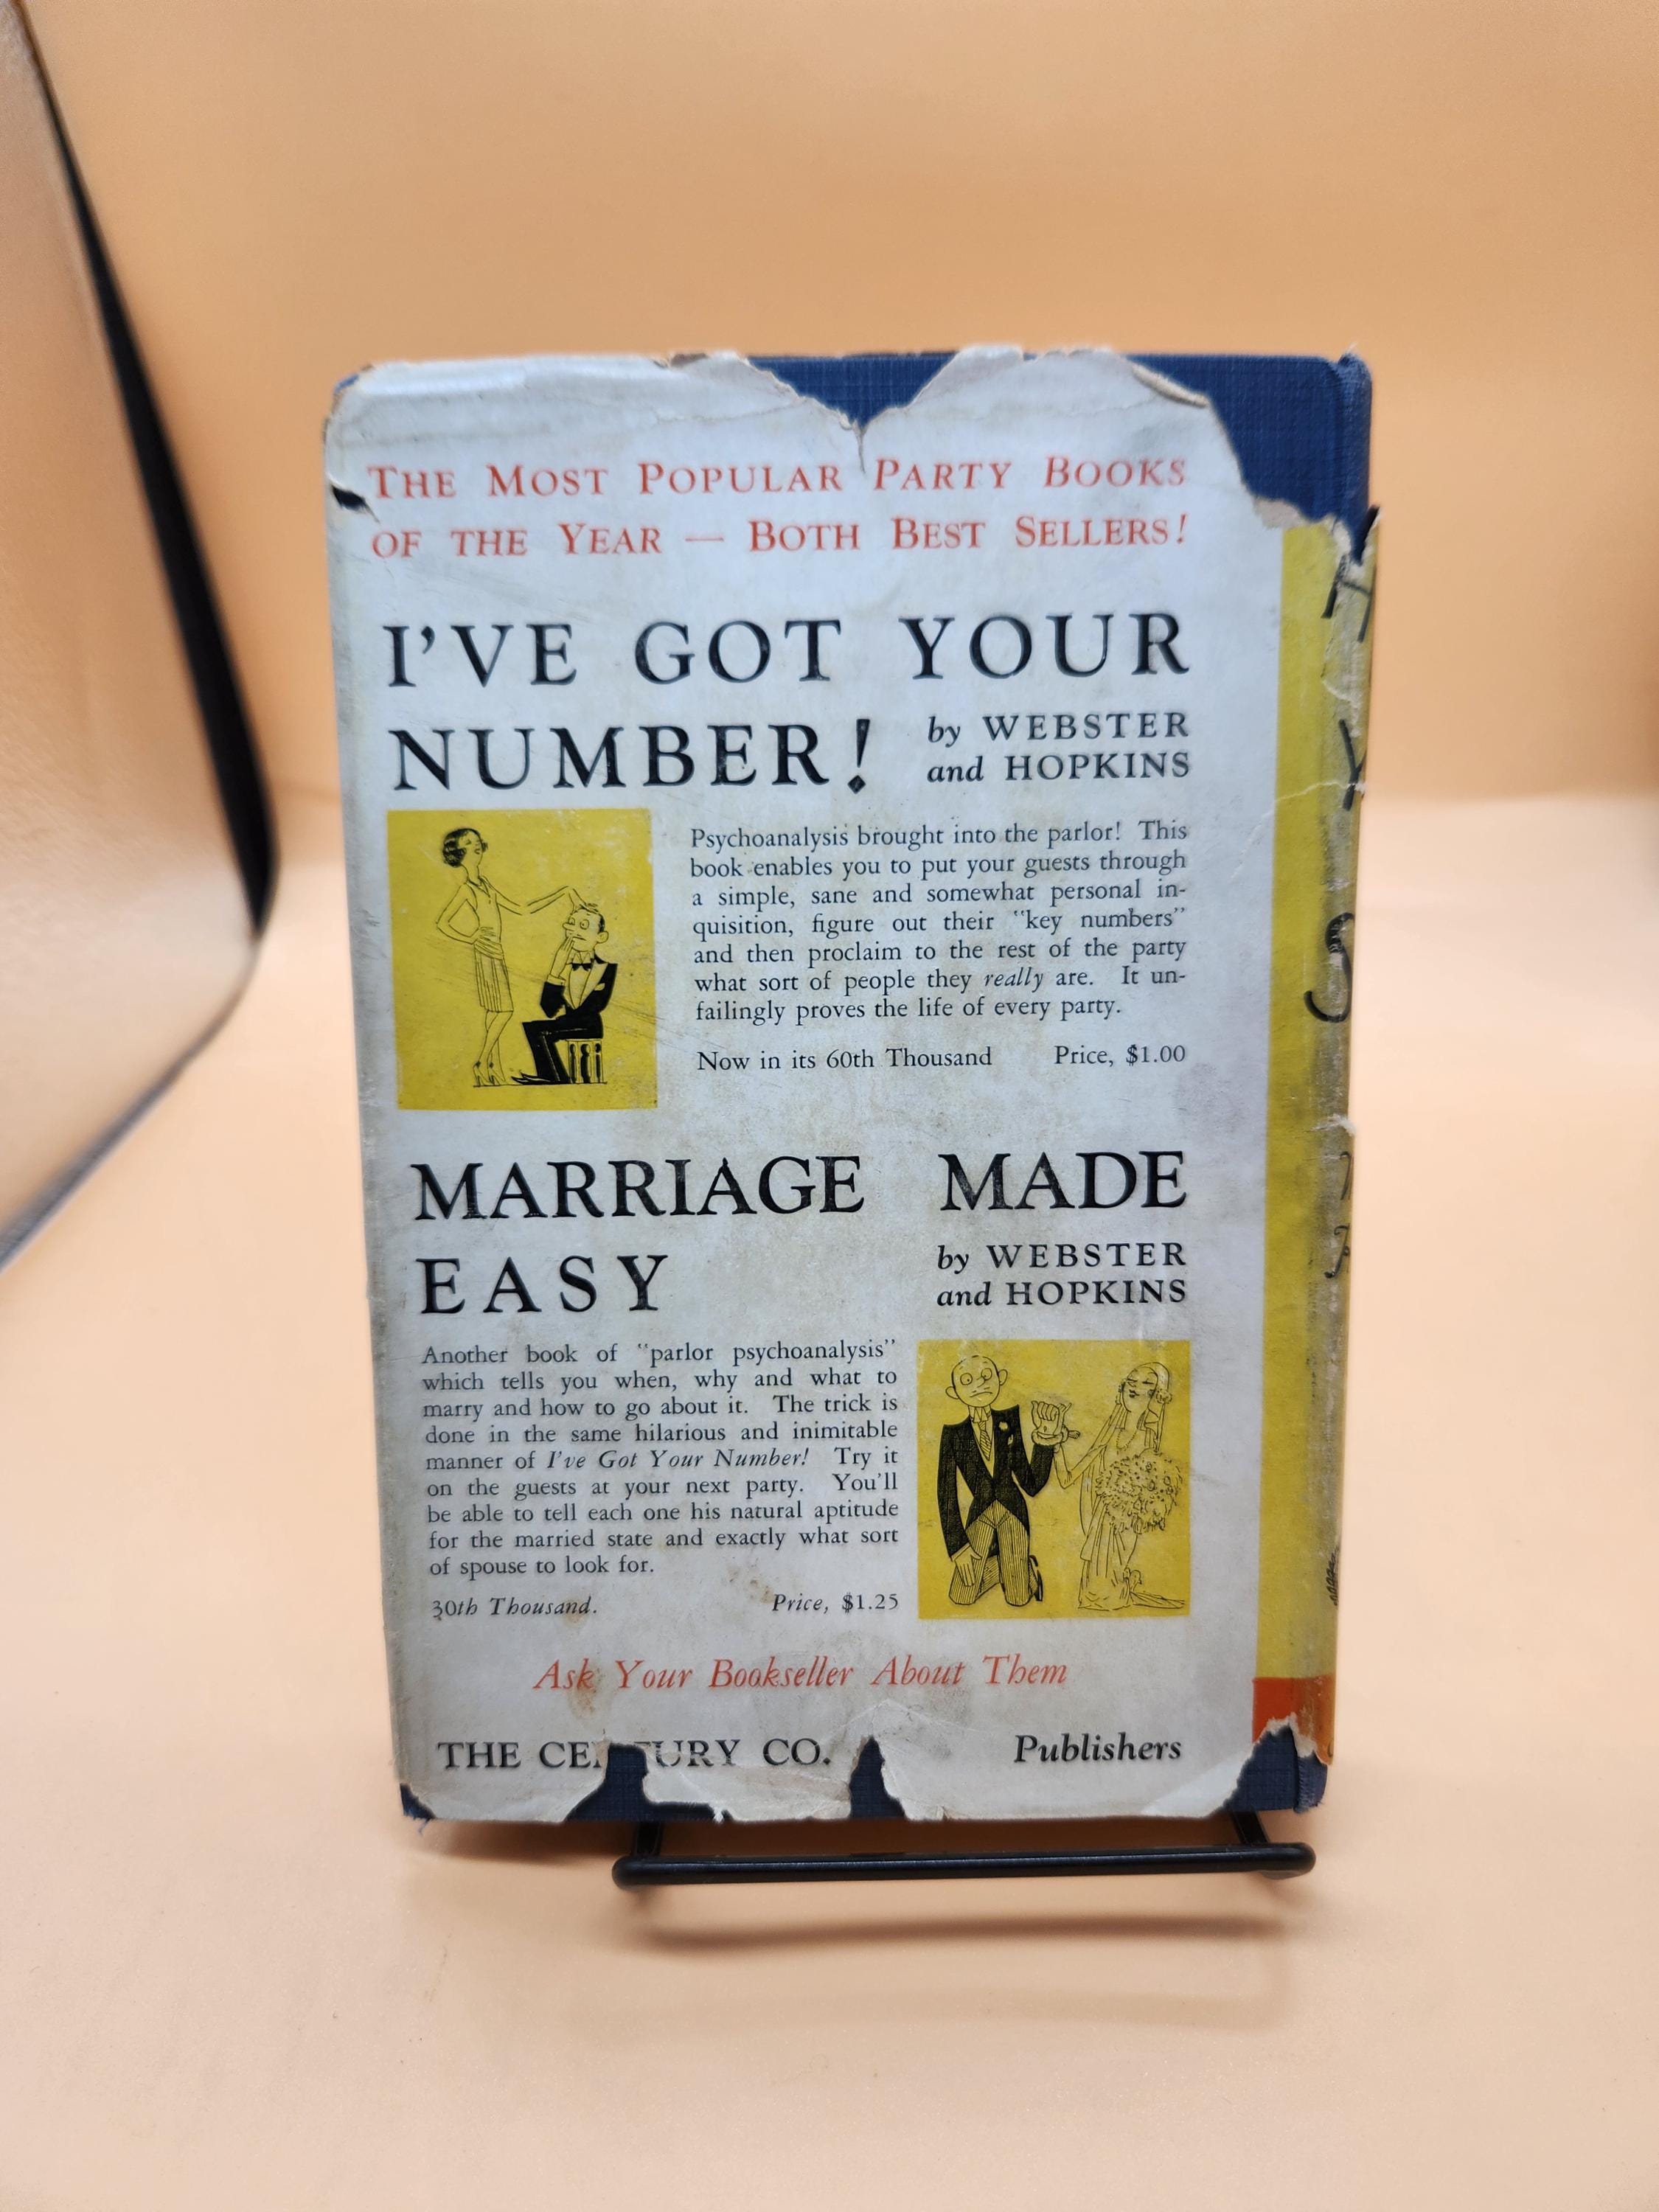 THE MOST POPULAR PARTY BOOKS
OF THE YEAR — BOTH BEST SELLERS!
I'VE GOT YOUR
NUMBER!
by WEBSTER
and HOPKINS
Psychoanalysis brought into the parlor! This
book enables you to put your guests through
a simple, sane and somewhat personal in-
quisition, figure out their "key numbers"
and then proclaim to the rest of the party
what sort of people they really are. It un-
failingly proves the life of every party.
Now in its 60th Thousand Price, $1.00
MARRIAGE MADE
EASY
by WEBSTER
and HOPKINS
Another book of "parlor psychoanalysis"
which tells you when, why and what to
marry and how to go about it. The trick is
done in the same hilarious and inimitable
manner of I've Got Your Number! Try it
on the guests at your next party. You'll
be able to tell each one his natural aptitude
for the married state and exactly what sort
of spouse to look for.
30th Thousand. Price, $1.25
Ask Your Bookseller About Them
THE CE TURY CO. Publishers